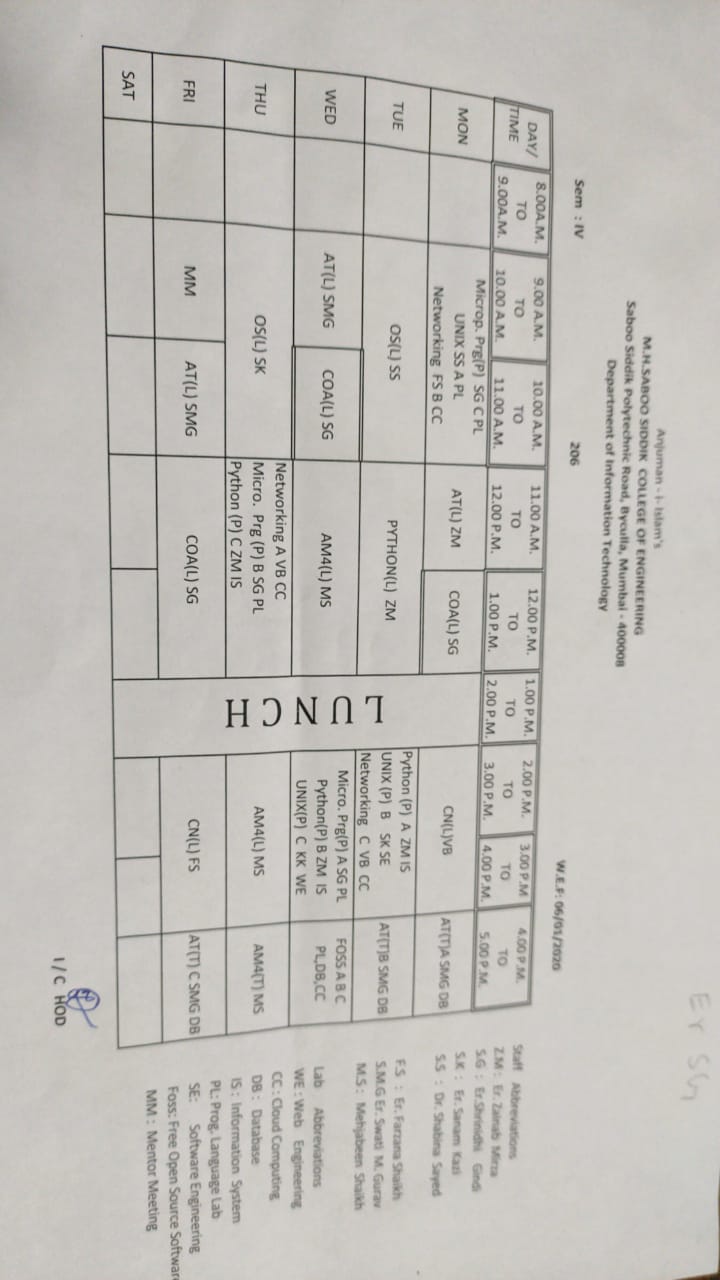 Er SG
Anjuman - i- Islam's
M.H.SABOO SIDDIK COLLEGE OF ENGINEERING
Saboo Siddik Polytechnic Road, Byculla, Mumbai - 400008
Department of Information Technology
Sem : IV 206 W.E.F: 06/01/2020
DAY/ TIME 8.00A.M. TO 9.00A.M. 9.00 A.M. TO 10.00 A.M. 10.00 A.M. TO 11.00 A.M. 11.00 A.M. TO 12.00 P.M. 12.00 P.M. TO 1.00 P.M. 1.00 P.M. TO 2.00 P.M. 2.00 P.M. TO 3.00 P.M. 3.00 P.M TO 4.00 P.M. 4.00 P.M. TO 5.00 P.M.
MON
Microp. Prg(P) SG C PL
UNIX SS A PL
Networking FS B CC
AT(L) ZM
COA(L) SG
CN(L)VB
AT(T)A SMG DB
TUE
OS(L) SS
PYTHON(L) ZM
Python (P) A ZM IS
UNIX (P) B SK SE
Networking C VB CC
AT(T)B SMG DB
WED
AT(L) SMG
COA(L) SG
AM4(L) MS
Micro. Prg(P) A SG PL
Python(P) B ZM IS
UNIX(P) C KK WE
FOSS A B C
PL,DB,CC
THU
OS(L) SK
Networking A VB CC
Micro. Prg (P) B SG PL
Python (P) C ZM IS
AM4(L) MS
AM4(T) MS
FRI
MM
AT(L) SMG
COA(L) SG
CN(L) FS
AT(T) C SMG DB
SAT
LUNCH
Staff Abbreviations
Z.M : Er. Zainab Mirza
S.G : Er.Shrinidhi Gindi
S.K : Er. Sanam Kazi
S.S : Dr. Shabina Sayed
F.S : Er. Farzana Shaikh
S.M.G Er. Swati M. Gurav
M.S : Mehjabeen Shaikh
Lab Abbreviations
WE : Web Engineering
CC : Cloud Computing
DB : Database
IS : Information System
PL: Prog. Language Lab
SE: Software Engineering
Foss: Free Open Source Software
MM : Mentor Meeting
I/C HOD